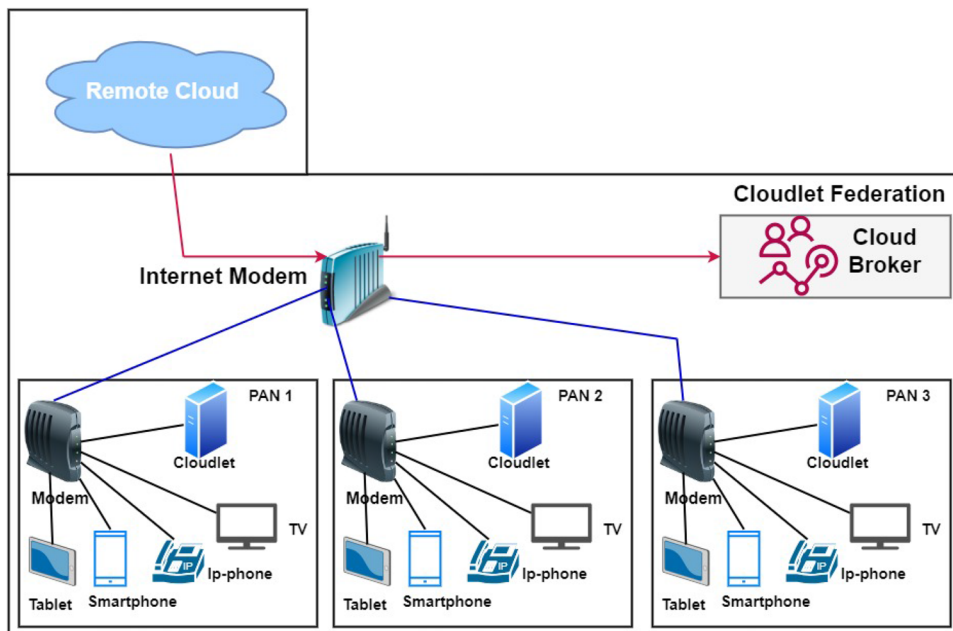 Remote Cloud
Cloudlet Federation
Cloud
Broker
Internet Modem
PAN 1
Cloudlet
Modem
TV
IP
Ip-phone
Tablet
Smartphone
PAN 2
Cloudlet
Modem
TV
IP
Ip-phone
Tablet
Smartphone
PAN 3
Cloudlet
Modem
TV
IP
Ip-phone
Tablet
Smartphone